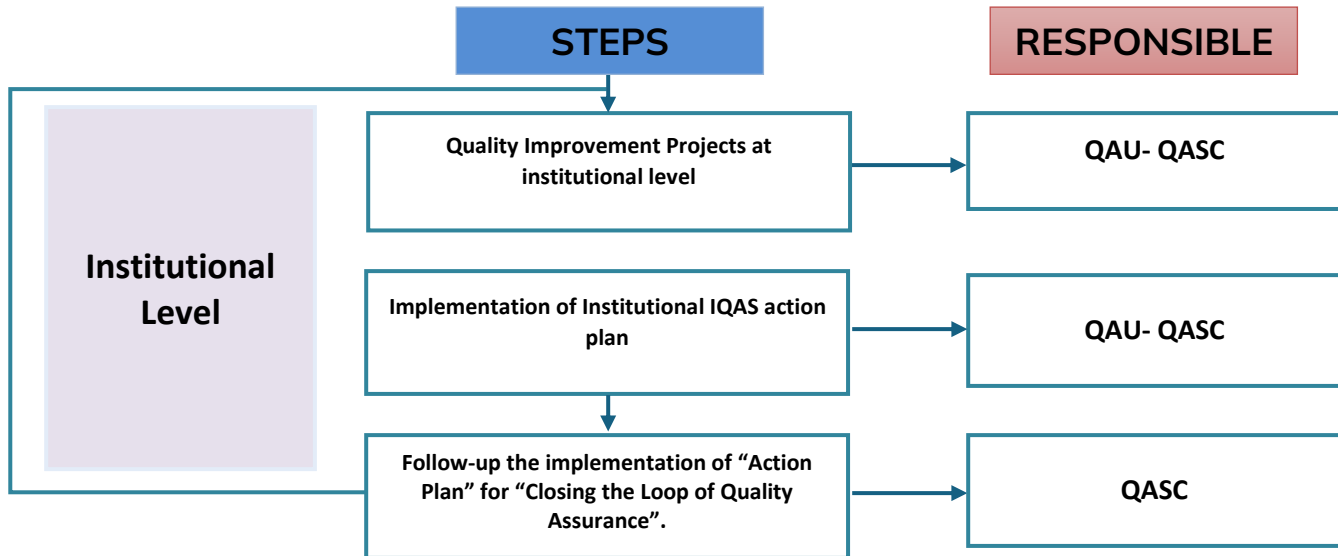 STEPS
RESPONSIBLE
Quality Improvement Projects at
institutional level
QAU- QASC
Institutional
Level
Implementation of Institutional IQAS action
plan
QAU- QASC
Follow-up the implementation of “Action
Plan” for “Closing the Loop of Quality
Assurance”.
QASC